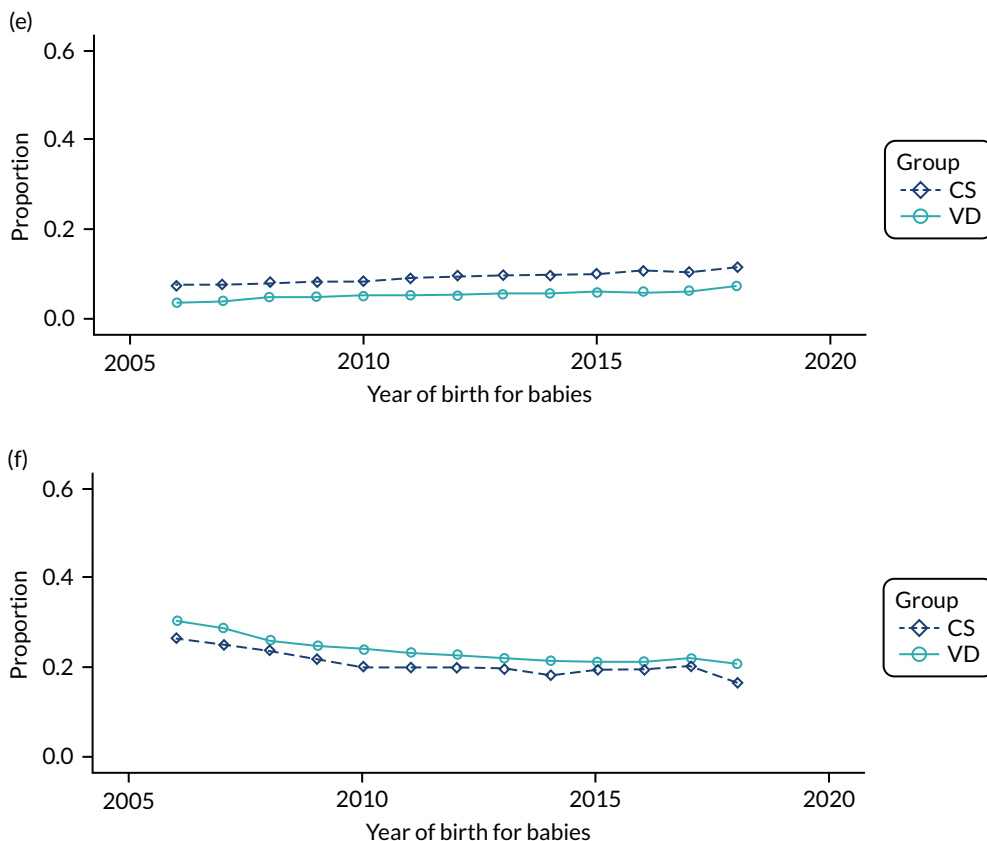 (e)
0.6
0.4
0.2
0.0
Proportion
2005 2010 2015 2020
Year of birth for babies
Group
CS
VD
(f)
0.6
0.4
0.2
0.0
Proportion
2005 2010 2015 2020
Year of birth for babies
Group
CS
VD